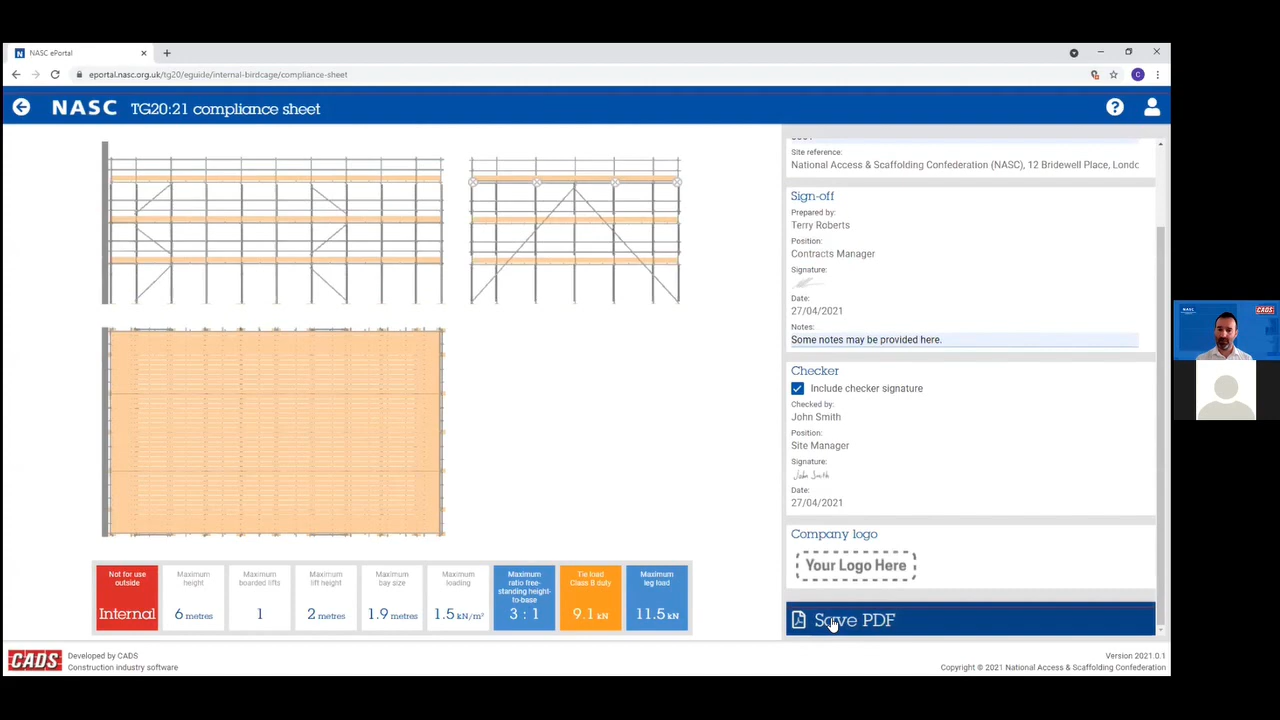 NASC ePortal
eportal.nasc.org.uk/tg20/eguide/internal-birdcage/compliance-sheet
C
NASC TG20:21 compliance sheet
Site reference:
National Access & Scaffolding Confederation (NASC), 12 Bridewell Place, Londo
Sign-off
Prepared by:
Terry Roberts
Position:
Contracts Manager
Signature:
Date:
27/04/2021
Notes:
Some notes may be provided here.
Checker
Include checker signature
Checked by:
John Smith
Position:
Site Manager
Signature:
John Smith
Date:
27/04/2021
Company logo
Your Logo Here
Save PDF
Not for use
outside
Internal
Maximum
height
6 metres
Maximum
boarded lifts
1
Maximum
lift height
2 metres
Maximum
bay size
1.9 metres
Maximum
loading
1.5 kN/m²
Maximum
ratio free-
standing height-
to-base
3 : 1
Tie load
Class B duty
9.1 kN
Maximum
leg load
11.5 kN
CADS
Developed by CADS
Construction industry software
Version 2021.0.1
Copyright © 2021 National Access & Scaffolding Confederation
NASC
CADS